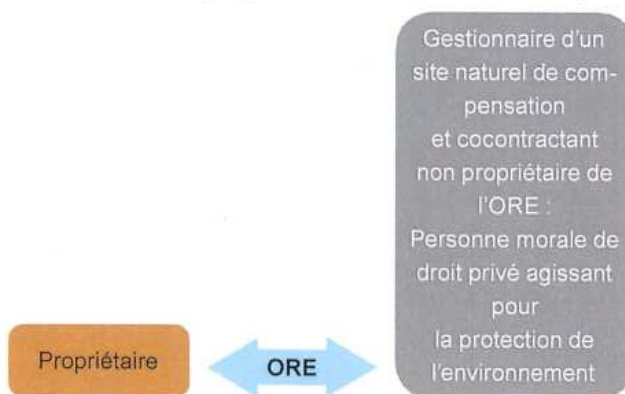 Gestionnaire d'un
site naturel de com-
pensation
et cocontractant
non propriétaire de
l'ORE :
Personne morale de
droit privé agissant
pour
la protection de
l'environnement
Propriétaire
ORE